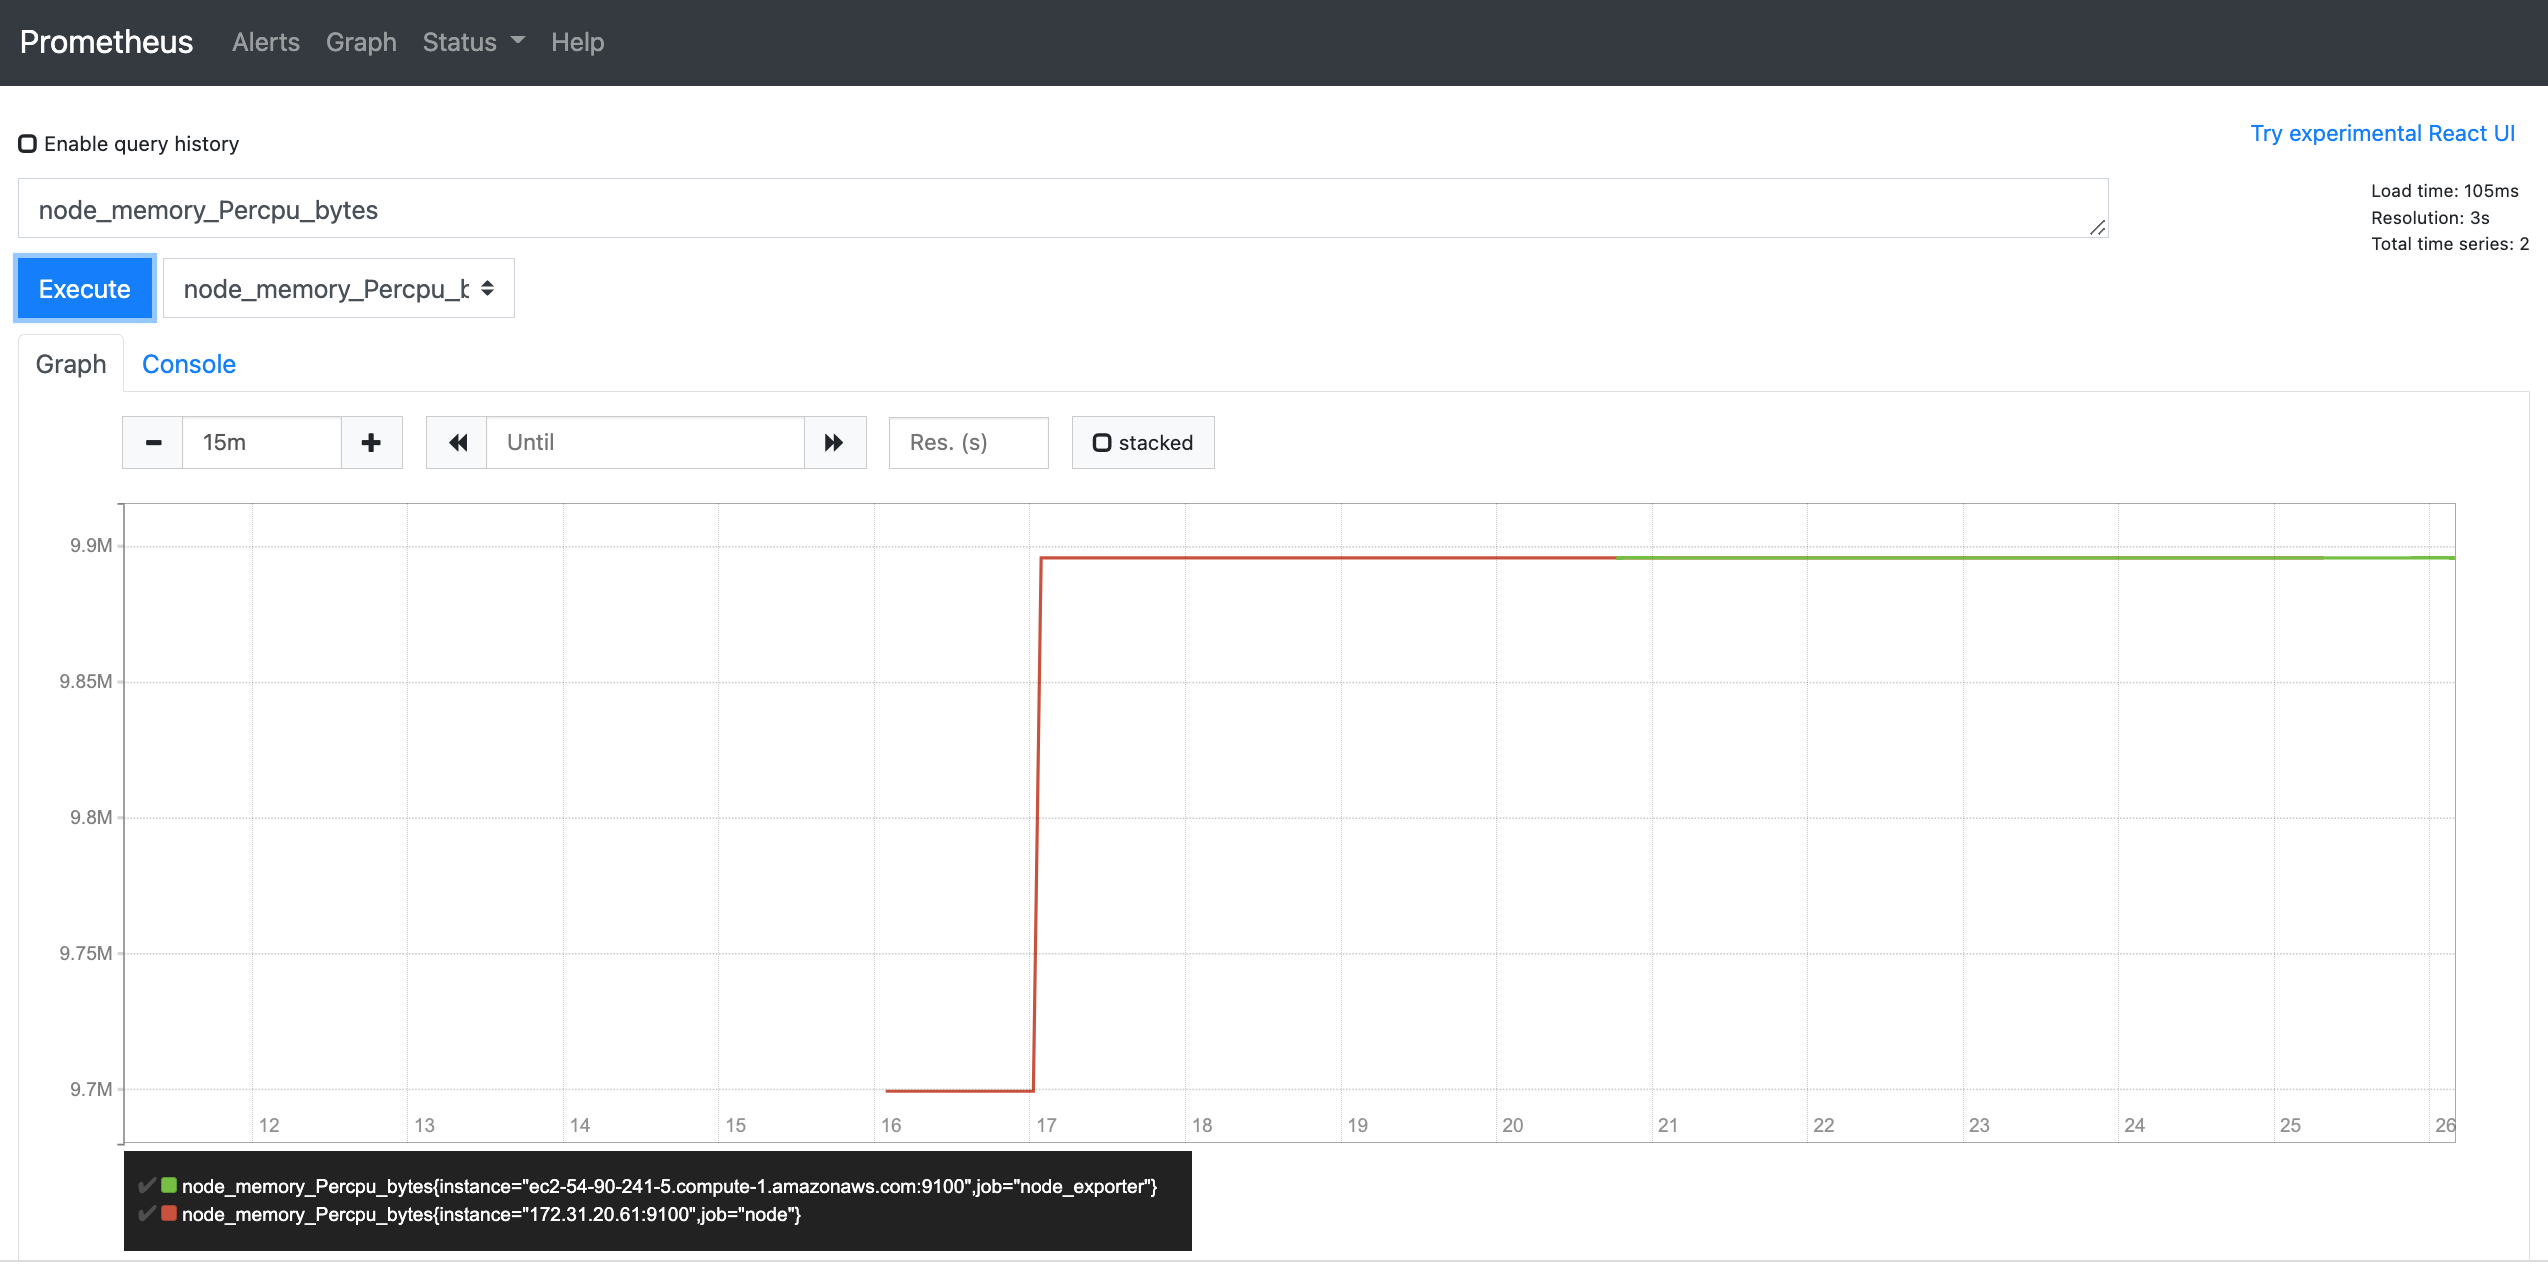 Prometheus Alerts Graph Status Help
Enable query history
Try experimental React UI
node_memory_Percpu_bytes
Load time: 105ms
Resolution: 3s
Total time series: 2
Execute
node_memory_Percpu_b
Graph Console
15m
Until
Res. (s)
stacked
9.9M
9.85M
9.8M
9.75M
9.7M
12 13 14 15 16 17 18 19 20 21 22 23 24 25 26
node_memory_Percpu_bytes{instance="ec2-54-90-241-5.compute-1.amazonaws.com:9100",job="node_exporter"}
node_memory_Percpu_bytes{instance="172.31.20.61:9100",job="node"}